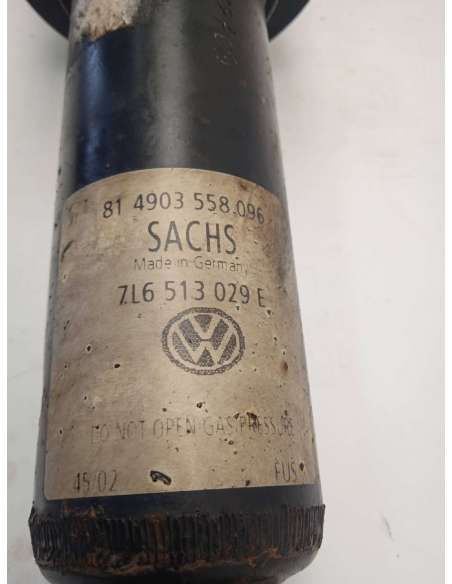 81 4903 558 096
SACHS
Made in Germany
7L6 513 029 E
VW
DO NOT OPEN GAS PRESSURE
45/02 FUS